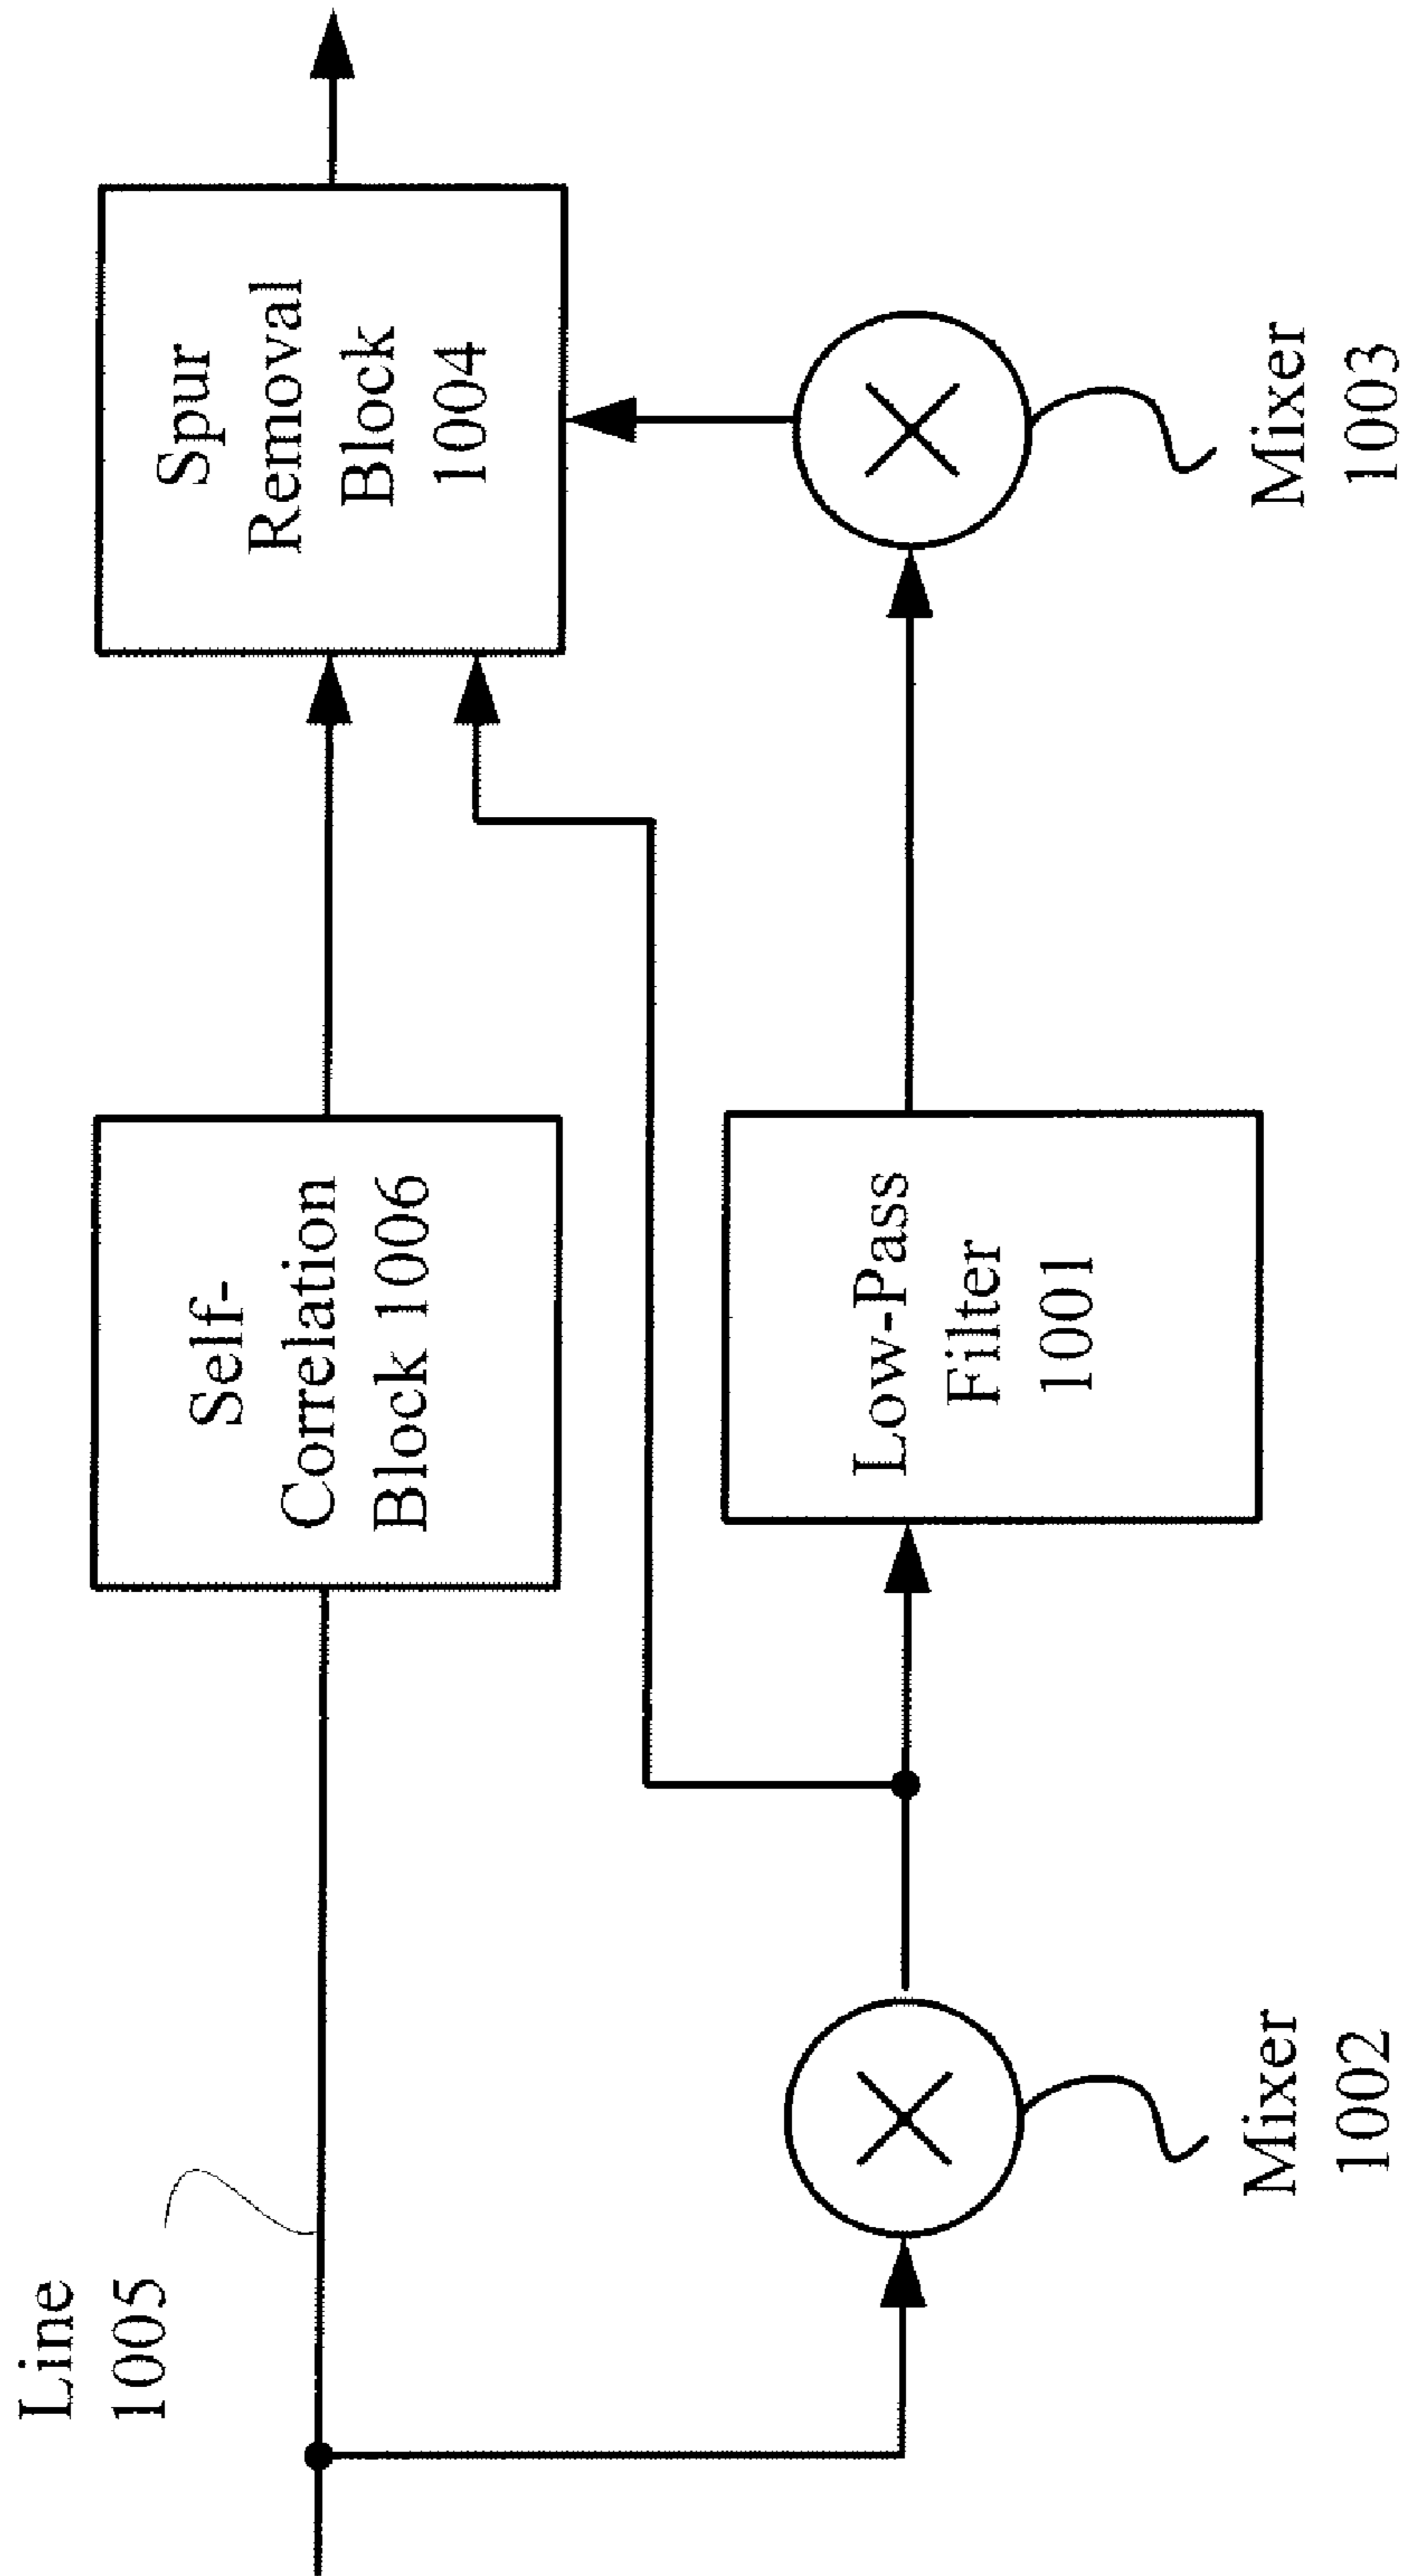 Line
1005
Self-
Correlation
Block 1006
Spur
Removal
Block
1004
Mixer
1002
Low-Pass
Filter
1001
Mixer
1003